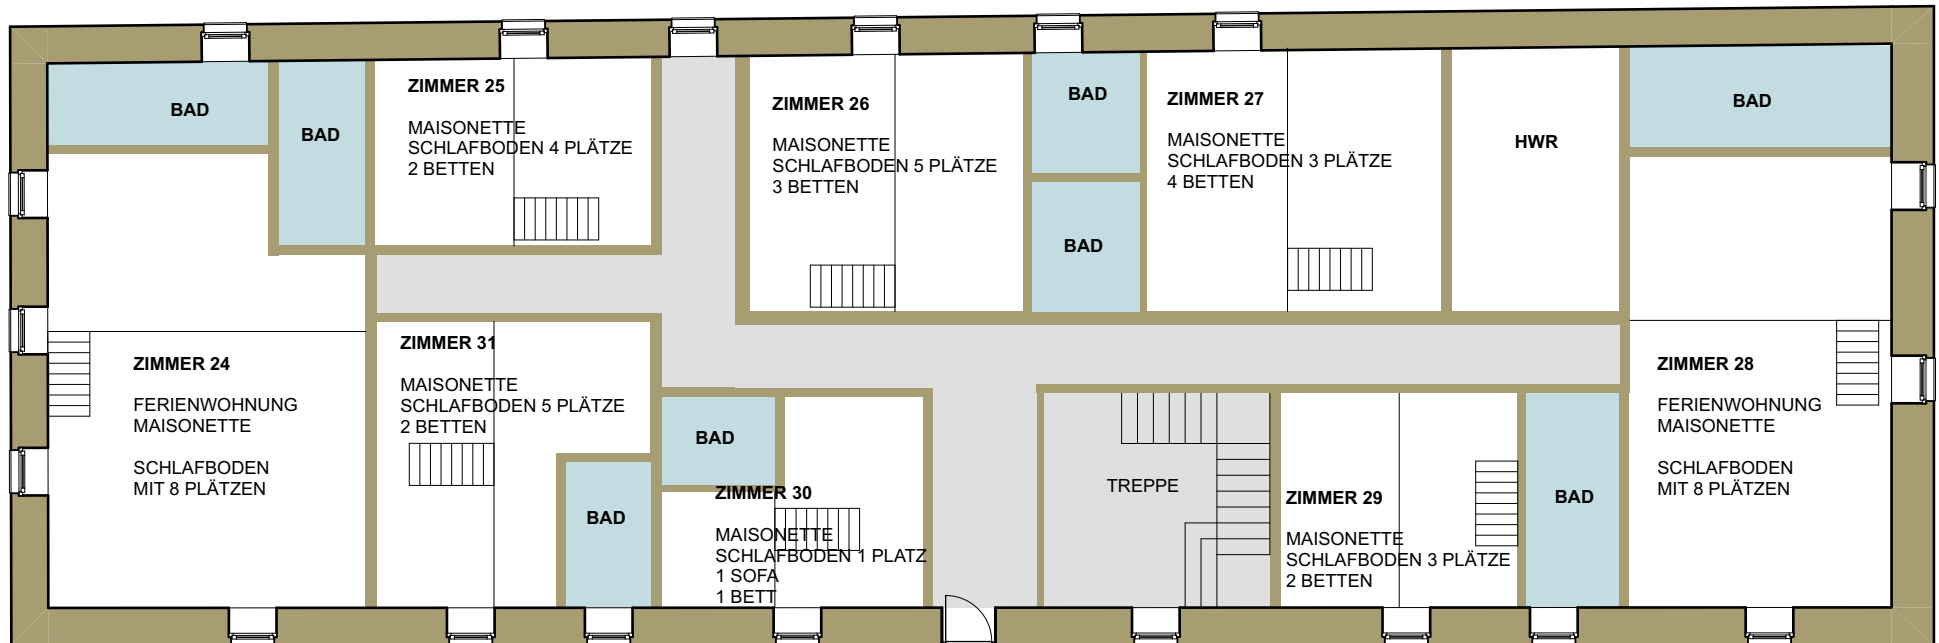 BAD
BAD
ZIMMER 25
MAISONETTE
SCHLAFBODEN 4 PLÄTZE
2 BETTEN
ZIMMER 26
MAISONETTE
SCHLAFBODEN 5 PLÄTZE
3 BETTEN
BAD
BAD
ZIMMER 27
MAISONETTE
SCHLAFBODEN 3 PLÄTZE
4 BETTEN
HWR
BAD
ZIMMER 24
FERIENWOHNUNG
MAISONETTE
SCHLAFBODEN
MIT 8 PLÄTZEN
ZIMMER 31
MAISONETTE
SCHLAFBODEN 5 PLÄTZE
2 BETTEN
BAD
BAD
ZIMMER 30
MAISONETTE
SCHLAFBODEN 1 PLATZ
1 SOFA
1 BETT
TREPPE
ZIMMER 29
MAISONETTE
SCHLAFBODEN 3 PLÄTZE
2 BETTEN
BAD
ZIMMER 28
FERIENWOHNUNG
MAISONETTE
SCHLAFBODEN
MIT 8 PLÄTZEN